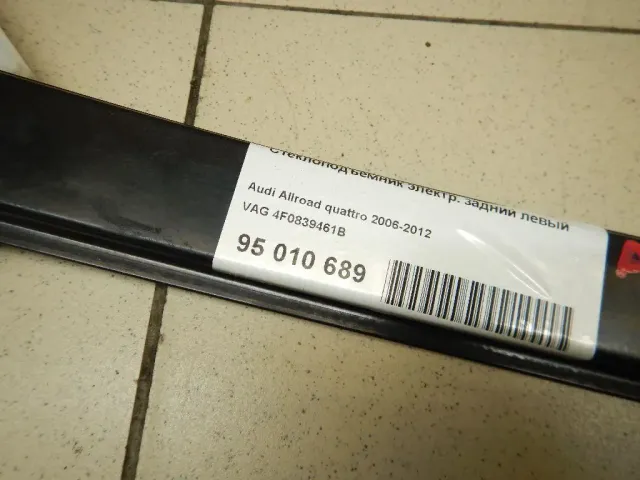 Стеклоподъемник электр. задний левый
Audi Allroad quattro 2006-2012
VAG 4F0839461B
95 010 689